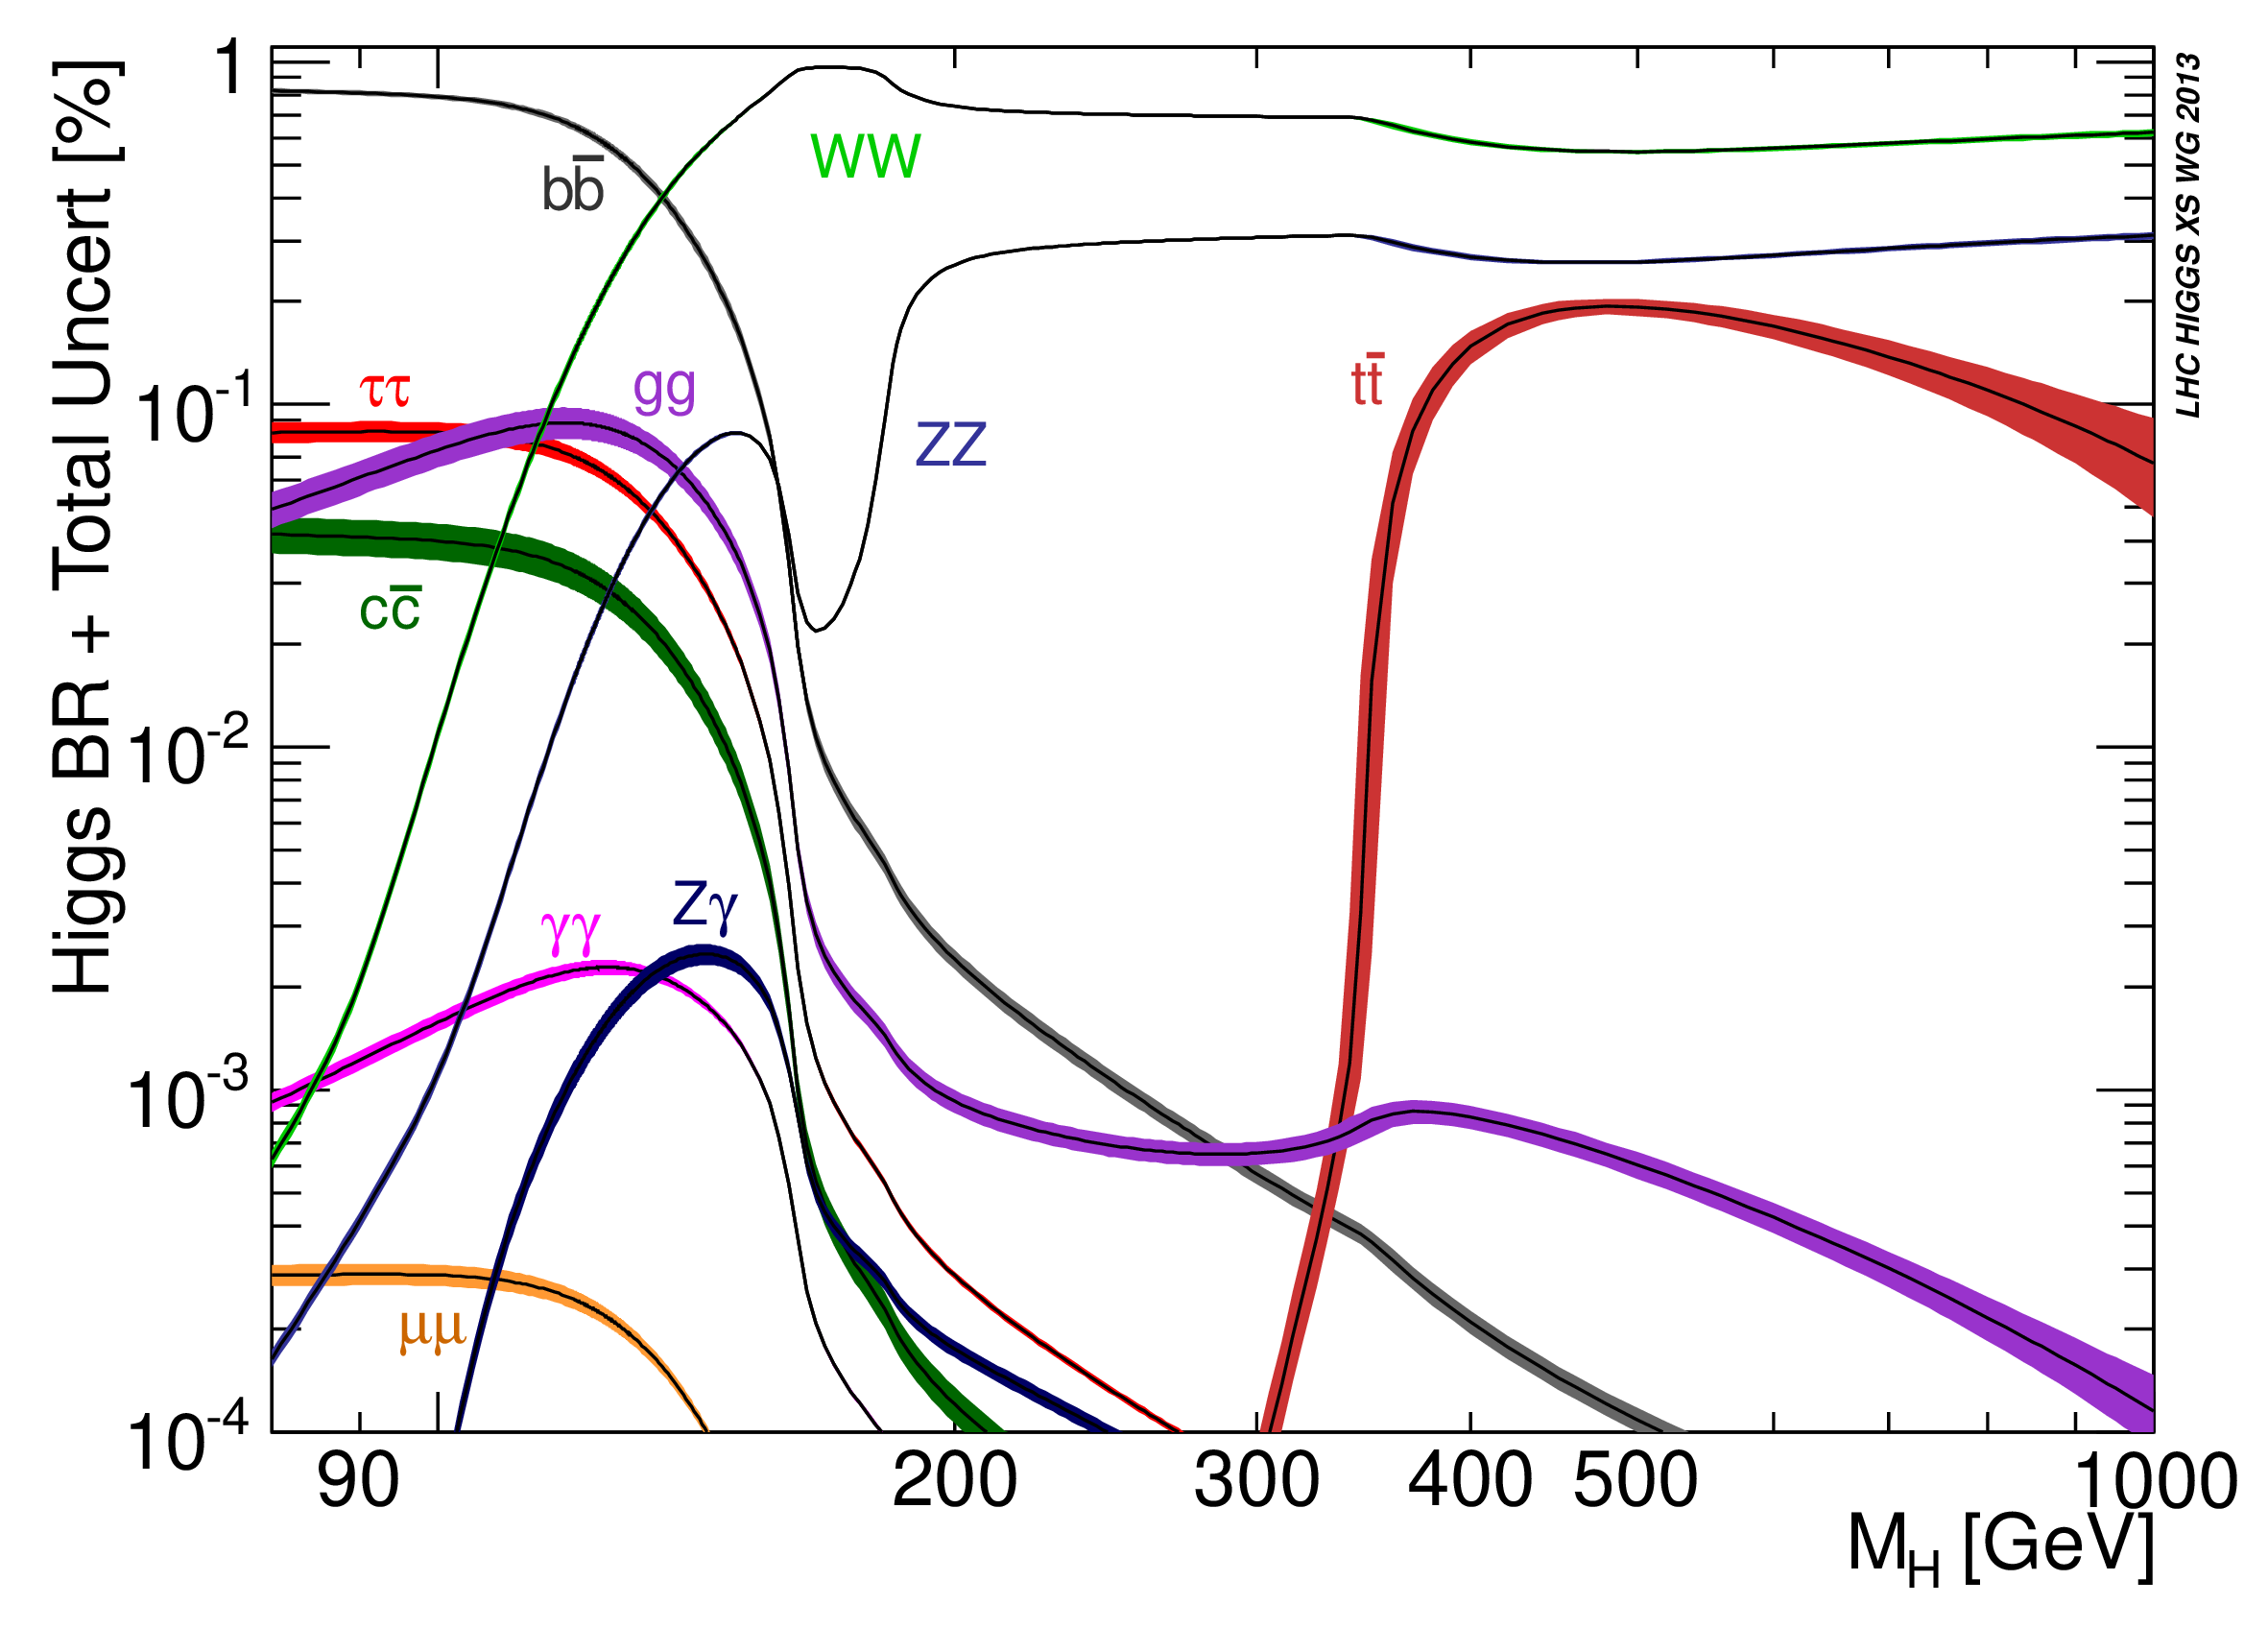 Higgs BR + Total Uncert [%]
1
10⁻¹
10⁻²
10⁻³
10⁻⁴
WW
bb̅
ττ
gg
ZZ
tt̅
cc̅
Zγ
γγ
μμ
90
200
300
400
500
1000
M_H [GeV]
LHC HIGGS XS WG 2013